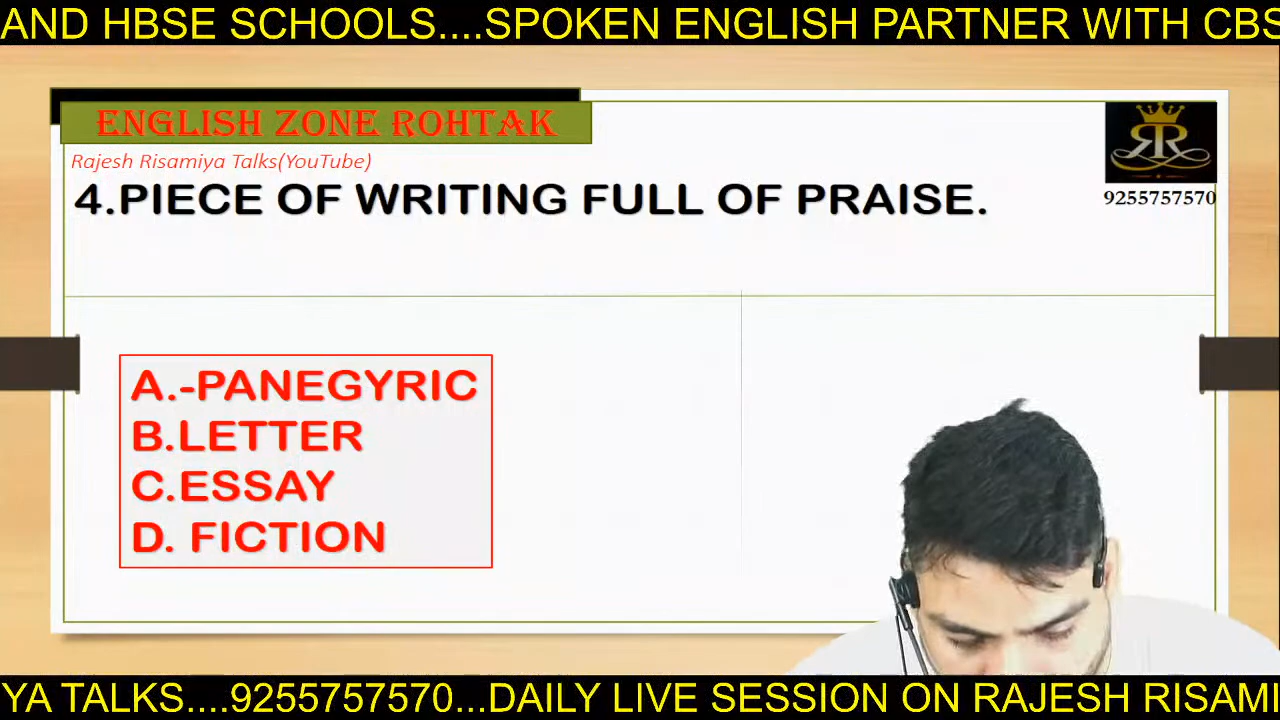 AND HBSE SCHOOLS....SPOKEN ENGLISH PARTNER WITH CBS
ENGLISH ZONE ROHTAK
Rajesh Risamiya Talks(YouTube)
RR
9255757570
4.PIECE OF WRITING FULL OF PRAISE.
A.-PANEGYRIC
B.LETTER
C.ESSAY
D. FICTION
YA TALKS....9255757570...DAILY LIVE SESSION ON RAJESH RISAMI